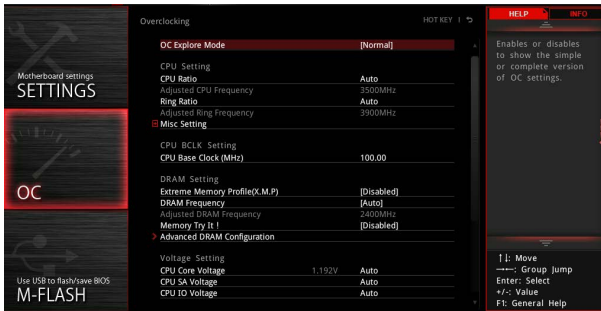 Motherboard settings
SETTINGS
OC
Use USB to flash/save BIOS
M-FLASH
Overclocking
HOT KEY |
OC Explore Mode [Normal]
CPU Setting
CPU Ratio Auto
Adjusted CPU Frequency 3500MHz
Ring Ratio Auto
Adjusted Ring Frequency 3900MHz
Misc Setting
CPU BCLK Setting
CPU Base Clock (MHz) 100.00
DRAM Setting
Extreme Memory Profile(X.M.P) [Disabled]
DRAM Frequency [Auto]
Adjusted DRAM Frequency 2400MHz
Memory Try It ! [Disabled]
Advanced DRAM Configuration
Voltage Setting
CPU Core Voltage 1.192V Auto
CPU SA Voltage Auto
CPU IO Voltage Auto
HELP INFO
Enables or disables
to show the simple
or complete version
of OC settings.
↑↓: Move
→←: Group Jump
Enter: Select
+/-: Value
F1: General Help